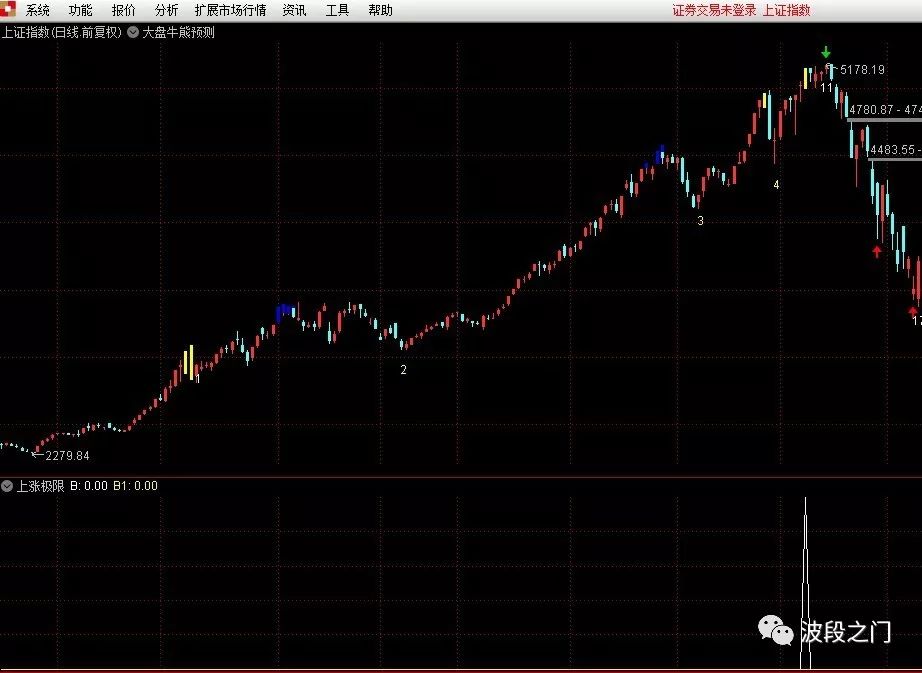 系统 功能 报价 分析 扩展市场行情 资讯 工具 帮助 证券交易未登录 上证指数
上证指数(日线.前复权) 大盘牛熊预测
5178.19
11
4780.87 - 474
4483.55 -
4
3
1
2
12
2279.84
上涨极限 B: 0.00 B1: 0.00
波段之门